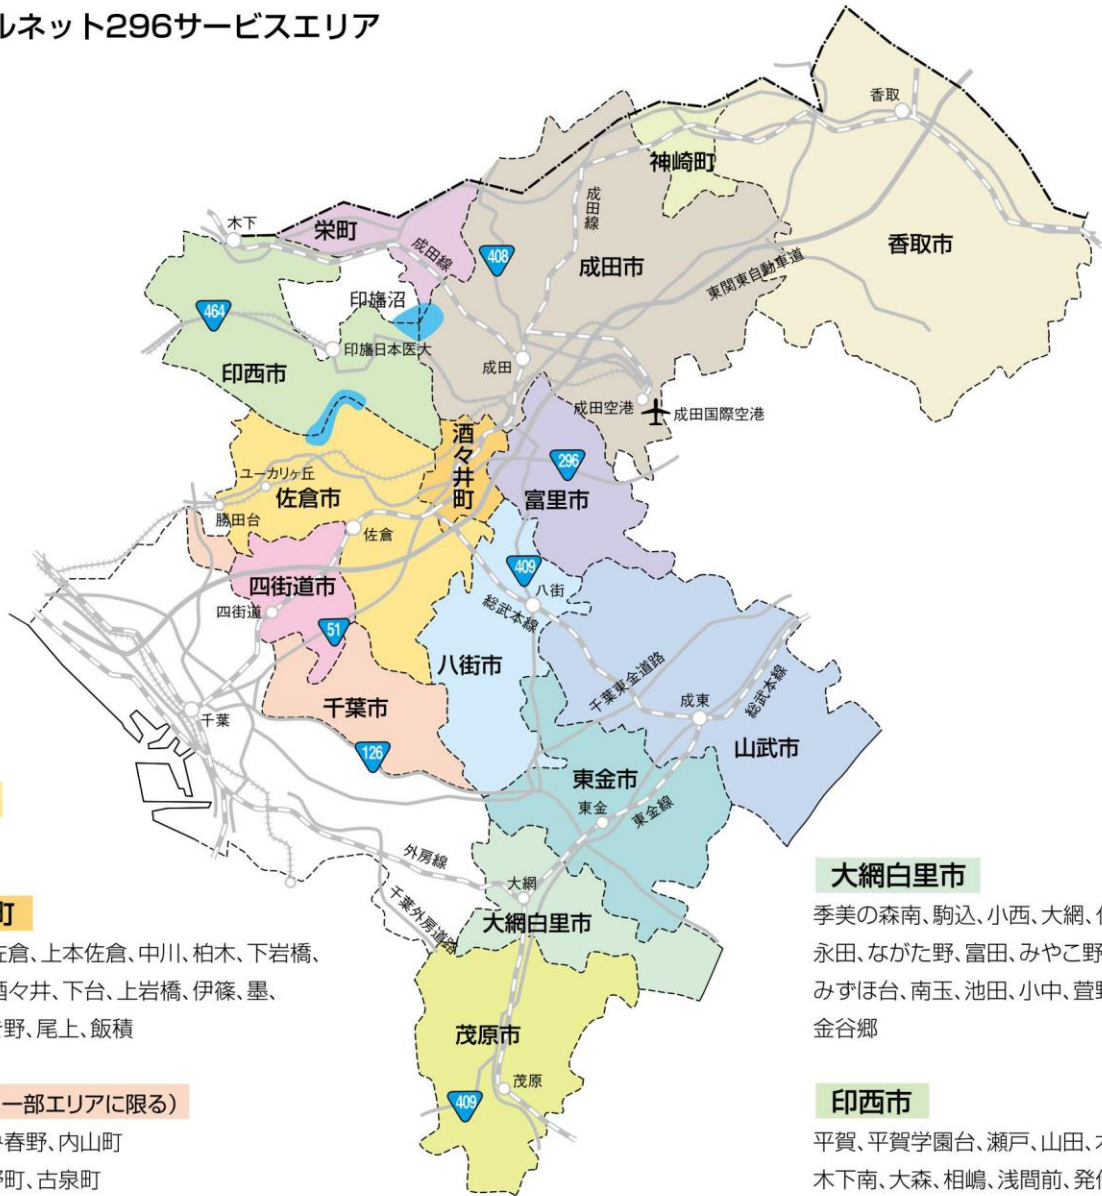 ルネット296サービスエリア
香取
神崎町
木下
栄町
成田線
408
成田線
成田市
香取市
東関東自動車道
464
印旛沼
印旛日本医大
印西市
成田
成田空港
成田国際空港
酒々井町
296
ユーカリヶ丘
佐倉市
富里市
勝田台
佐倉
四街道市
409
八街
四街道
総武本線
51
八街市
千葉東金道路
成東
総武本線
千葉市
千葉
126
山武市
東金市
東金
東金線
外房線
大網
千葉外房道路
大網白里市
茂原市
茂原
409
町
佐倉、上本佐倉、中川、柏木、下岩橋、
酒々井、下台、上岩橋、伊篠、墨、
野、尾上、飯積
一部エリアに限る）
春野、内山町
町、古泉町
大網白里市
季美の森南、駒込、小西、大網、
永田、ながた野、富田、みやこ野
みずほ台、南玉、池田、小中、萱野
金谷郷
印西市
平賀、平賀学園台、瀬戸、山田、
木下南、大森、相嶋、浅間前、発作